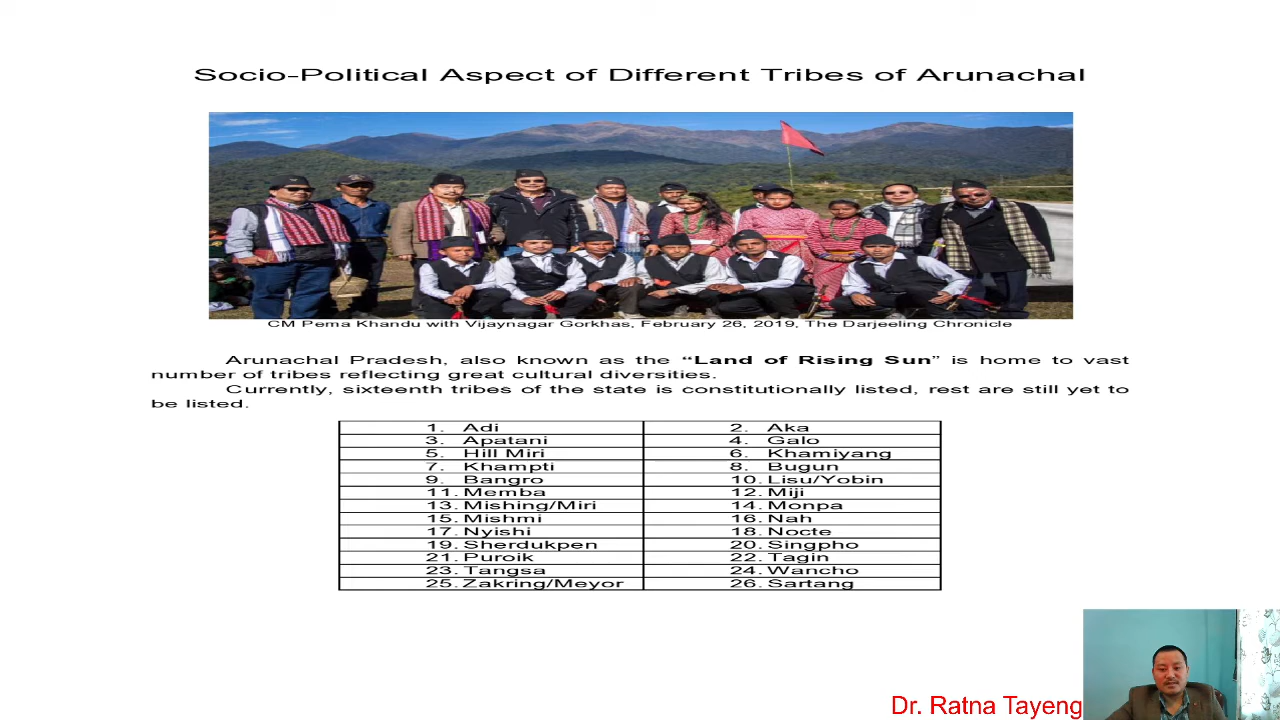 Socio-Political Aspect of Different Tribes of Arunachal
CM Pema Khandu with Vijaynagar Gorkhas, February 26, 2019, The Darjeeling Chronicle
Arunachal Pradesh, also known as the “Land of Rising Sun” is home to vast
number of tribes reflecting great cultural diversities.
Currently, sixteenth tribes of the state is constitutionally listed, rest are still yet to
be listed.
1. Adi 2. Aka
3. Apatani 4. Galo
5. Hill Miri 6. Khamiyang
7. Khampti 8. Bugun
9. Bangro 10. Lisu/Yobin
11. Memba 12. Miji
13. Mishing/Miri 14. Monpa
15. Mishmi 16. Nah
17. Nyishi 18. Nocte
19. Sherdukpen 20. Singpho
21. Puroik 22. Tagin
23. Tangsa 24. Wancho
25. Zakring/Meyor 26. Sartang
Dr. Ratna Tayeng